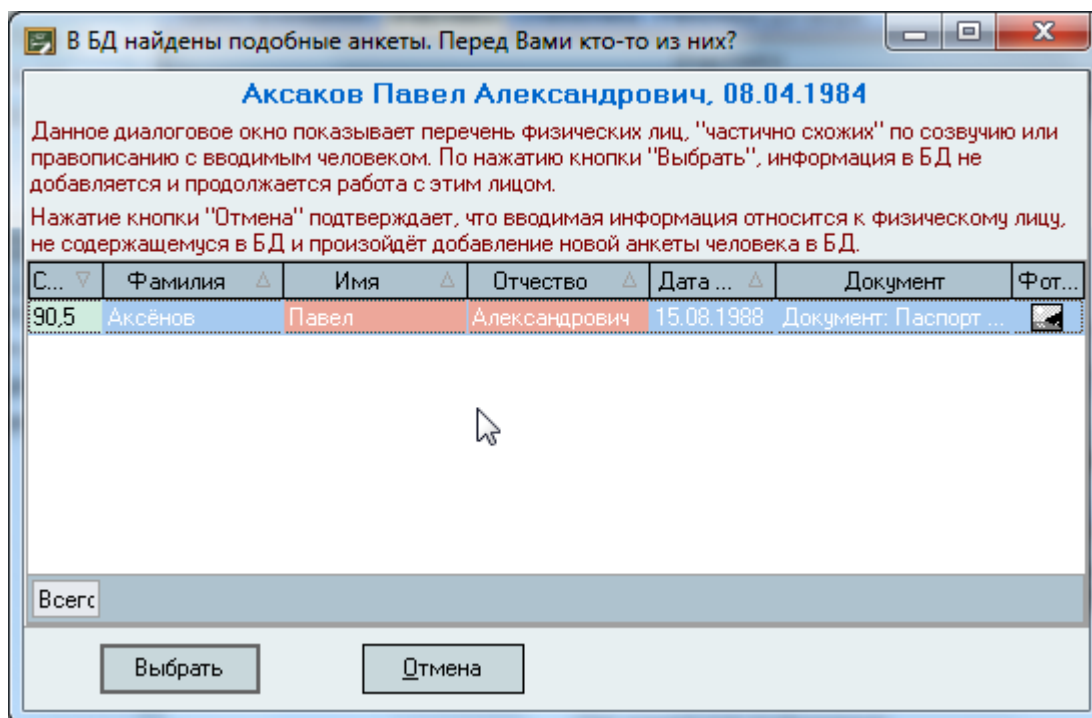 В БД найдены подобные анкеты. Перед Вами кто-то из них?
Аксаков Павел Александрович, 08.04.1984
Данное диалоговое окно показывает перечень физических лиц, "частично схожих" по созвучию или
правописанию с вводимым человеком. По нажатию кнопки "Выбрать", информация в БД не
добавляется и продолжается работа с этим лицом.
Нажатие кнопки "Отмена" подтверждает, что вводимая информация относится к физическому лицу,
не содержащемуся в БД и произойдёт добавление новой анкеты человека в БД.
С... Фамилия Имя Отчество Дата ... Документ Фот...
90,5 Аксёнов Павел Александрович 15.08.1988 Документ: Паспорт ...
Всегс
Выбрать Отмена